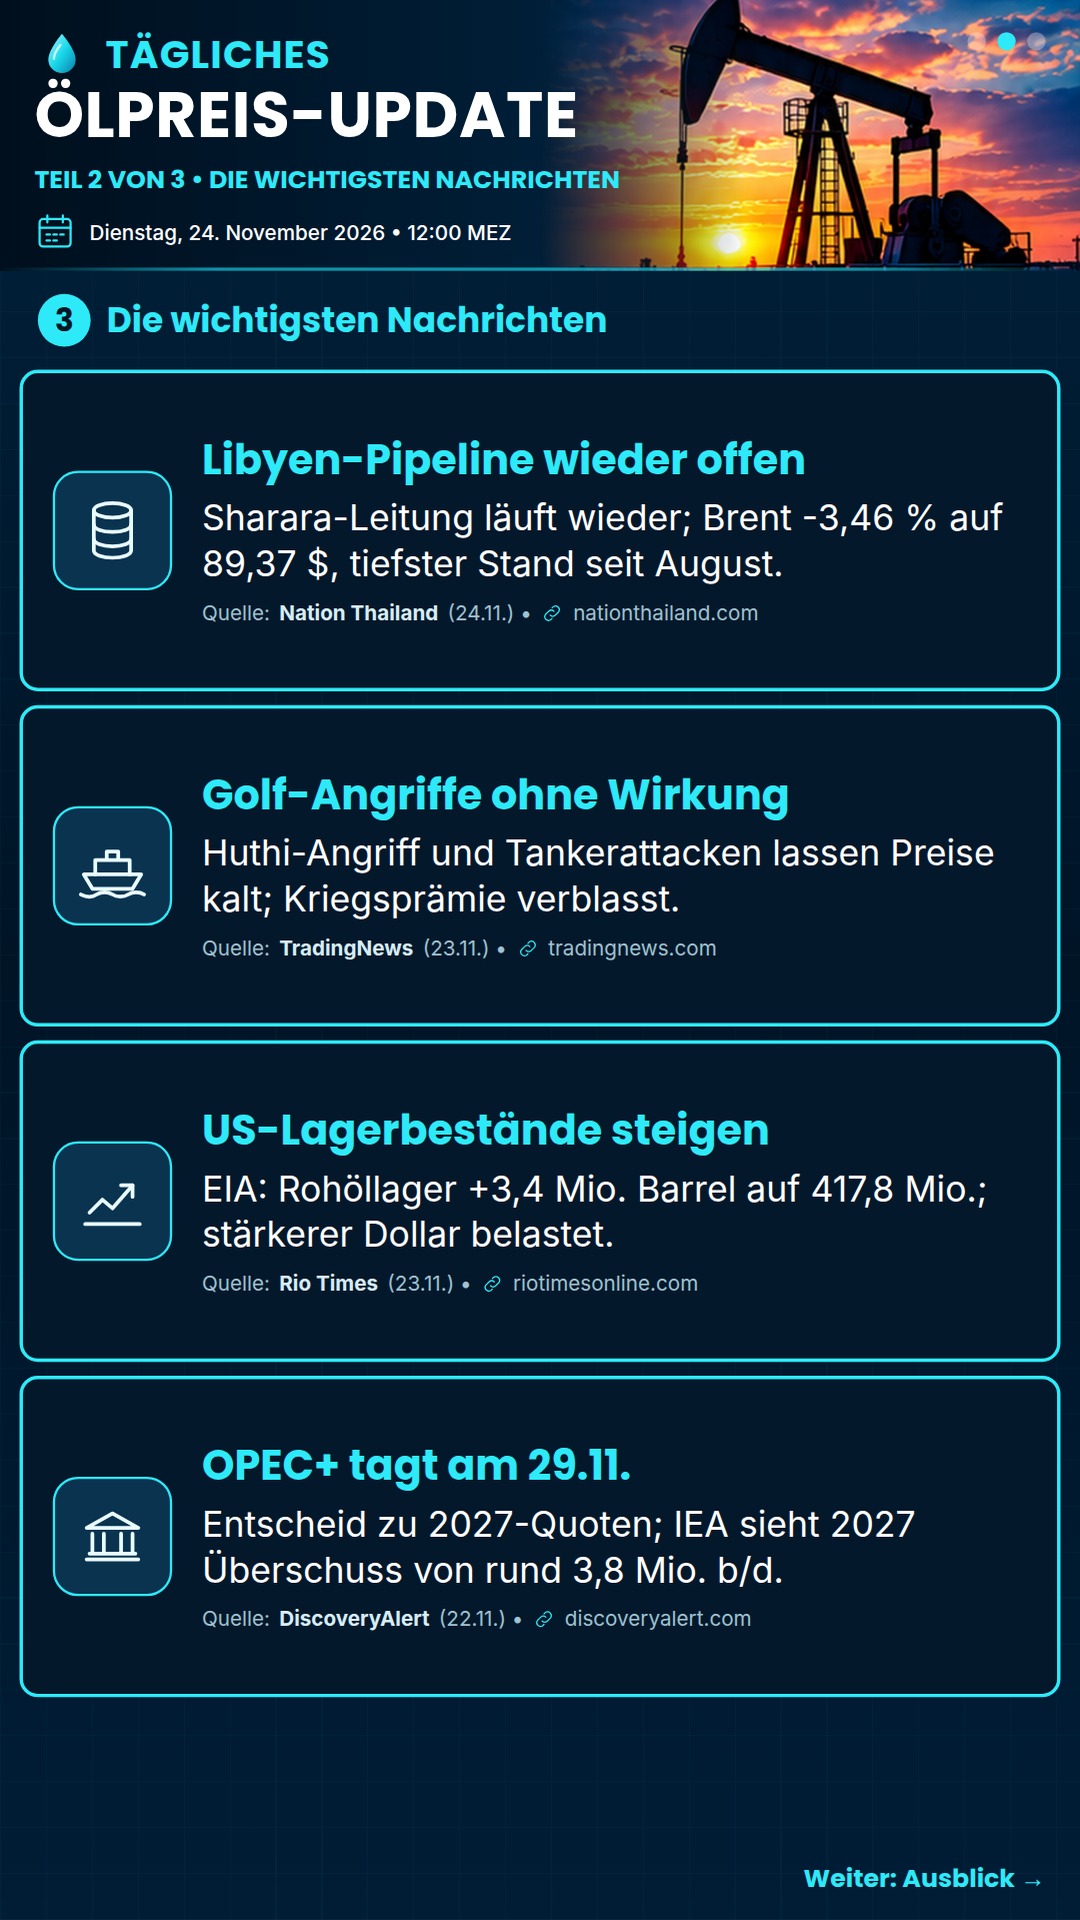 TÄGLICHES
ÖLPREIS-UPDATE
TEIL 2 VON 3 • DIE WICHTIGSTEN NACHRICHTEN
Dienstag, 24. November 2026 • 12:00 MEZ
3 Die wichtigsten Nachrichten
Libyen-Pipeline wieder offen
Sharara-Leitung läuft wieder; Brent -3,46 % auf
89,37 $, tiefster Stand seit August.
Quelle: Nation Thailand (24.11.) • nationthailand.com
Golf-Angriffe ohne Wirkung
Huthi-Angriff und Tankerattacken lassen Preise
kalt; Kriegsprämie verblasst.
Quelle: TradingNews (23.11.) • tradingnews.com
US-Lagerbestände steigen
EIA: Rohöllager +3,4 Mio. Barrel auf 417,8 Mio.;
stärkerer Dollar belastet.
Quelle: Rio Times (23.11.) • riotimesonline.com
OPEC+ tagt am 29.11.
Entscheid zu 2027-Quoten; IEA sieht 2027
Überschuss von rund 3,8 Mio. b/d.
Quelle: DiscoveryAlert (22.11.) • discoveryalert.com
Weiter: Ausblick →